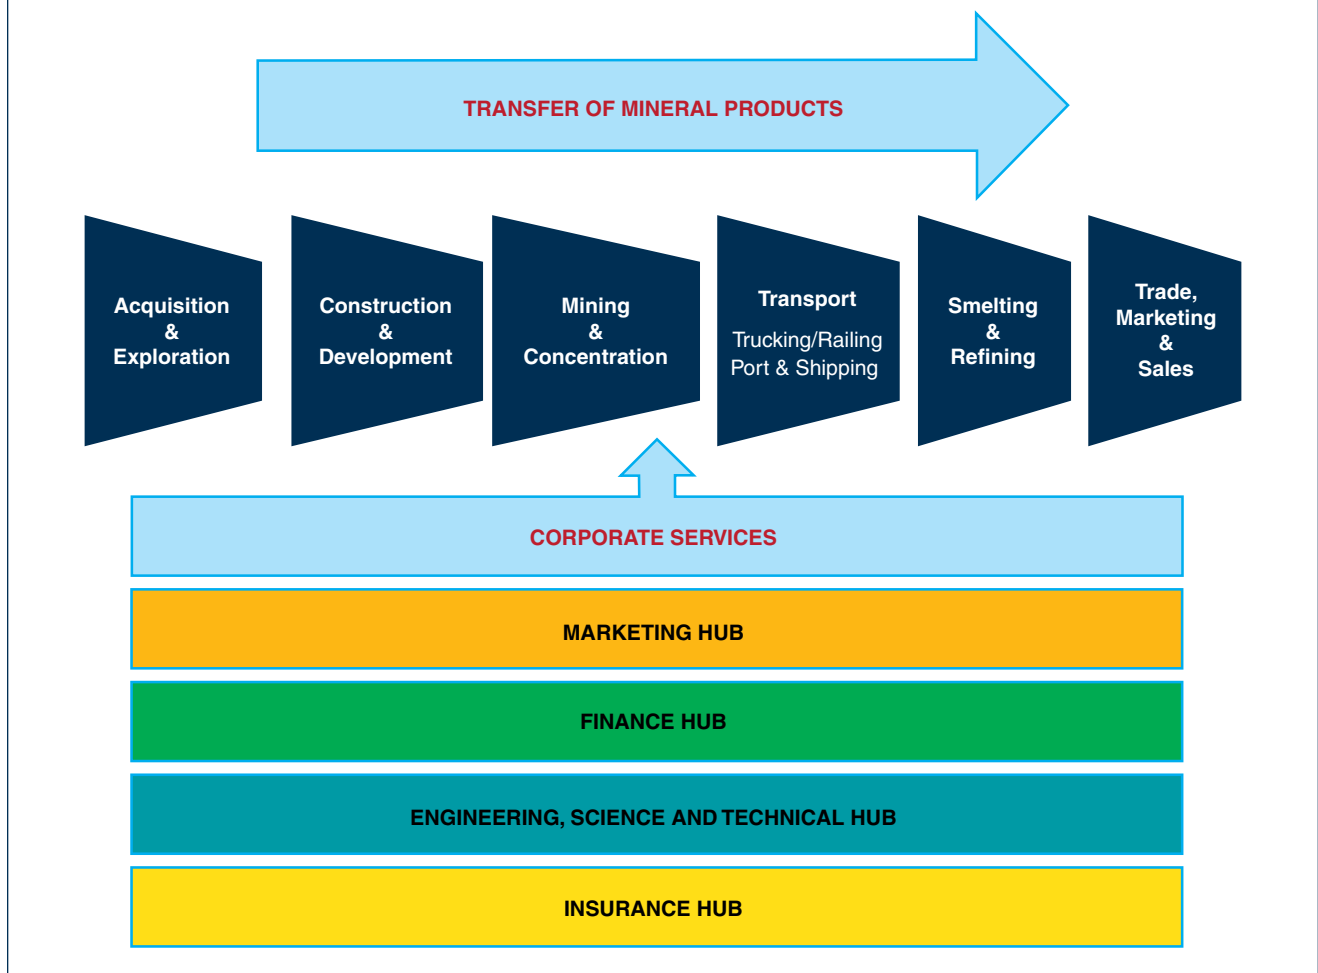 TRANSFER OF MINERAL PRODUCTS
Acquisition
&
Exploration
Construction
&
Development
Mining
&
Concentration
Transport
Trucking/Railing
Port & Shipping
Smelting
&
Refining
Trade,
Marketing
&
Sales
CORPORATE SERVICES
MARKETING HUB
FINANCE HUB
ENGINEERING, SCIENCE AND TECHNICAL HUB
INSURANCE HUB